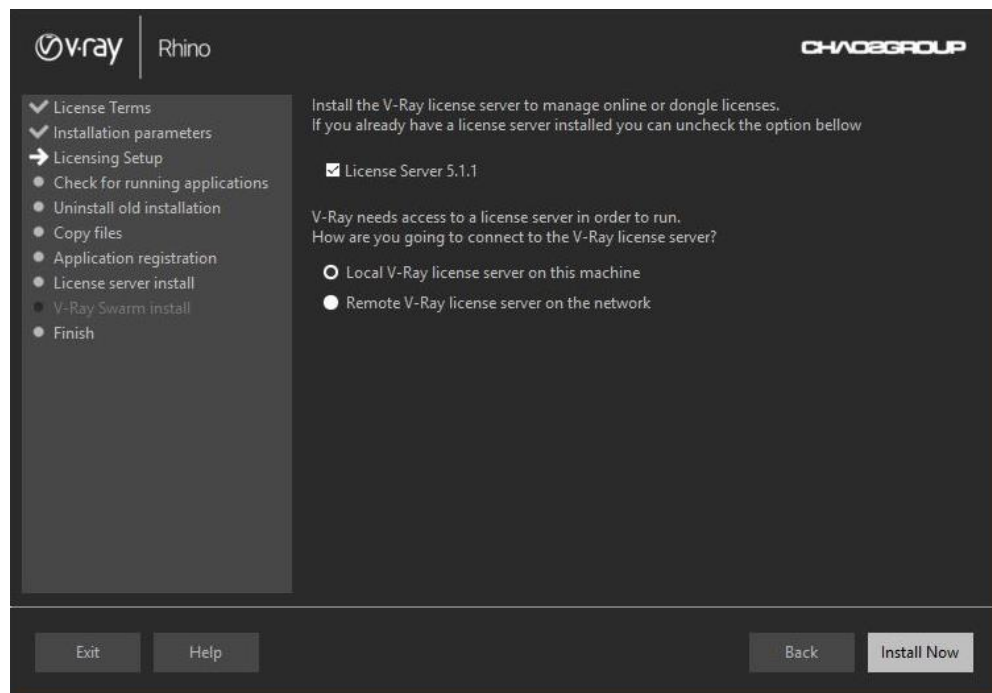 v·ray
Rhino
CHAOSGROUP
License Terms
Installation parameters
Licensing Setup
Check for running applications
Uninstall old installation
Copy files
Application registration
License server install
V-Ray Swarm install
Finish
Install the V-Ray license server to manage online or dongle licenses.
If you already have a license server installed you can uncheck the option bellow
License Server 5.1.1
V-Ray needs access to a license server in order to run.
How are you going to connect to the V-Ray license server?
Local V-Ray license server on this machine
Remote V-Ray license server on the network
Exit
Help
Back
Install Now